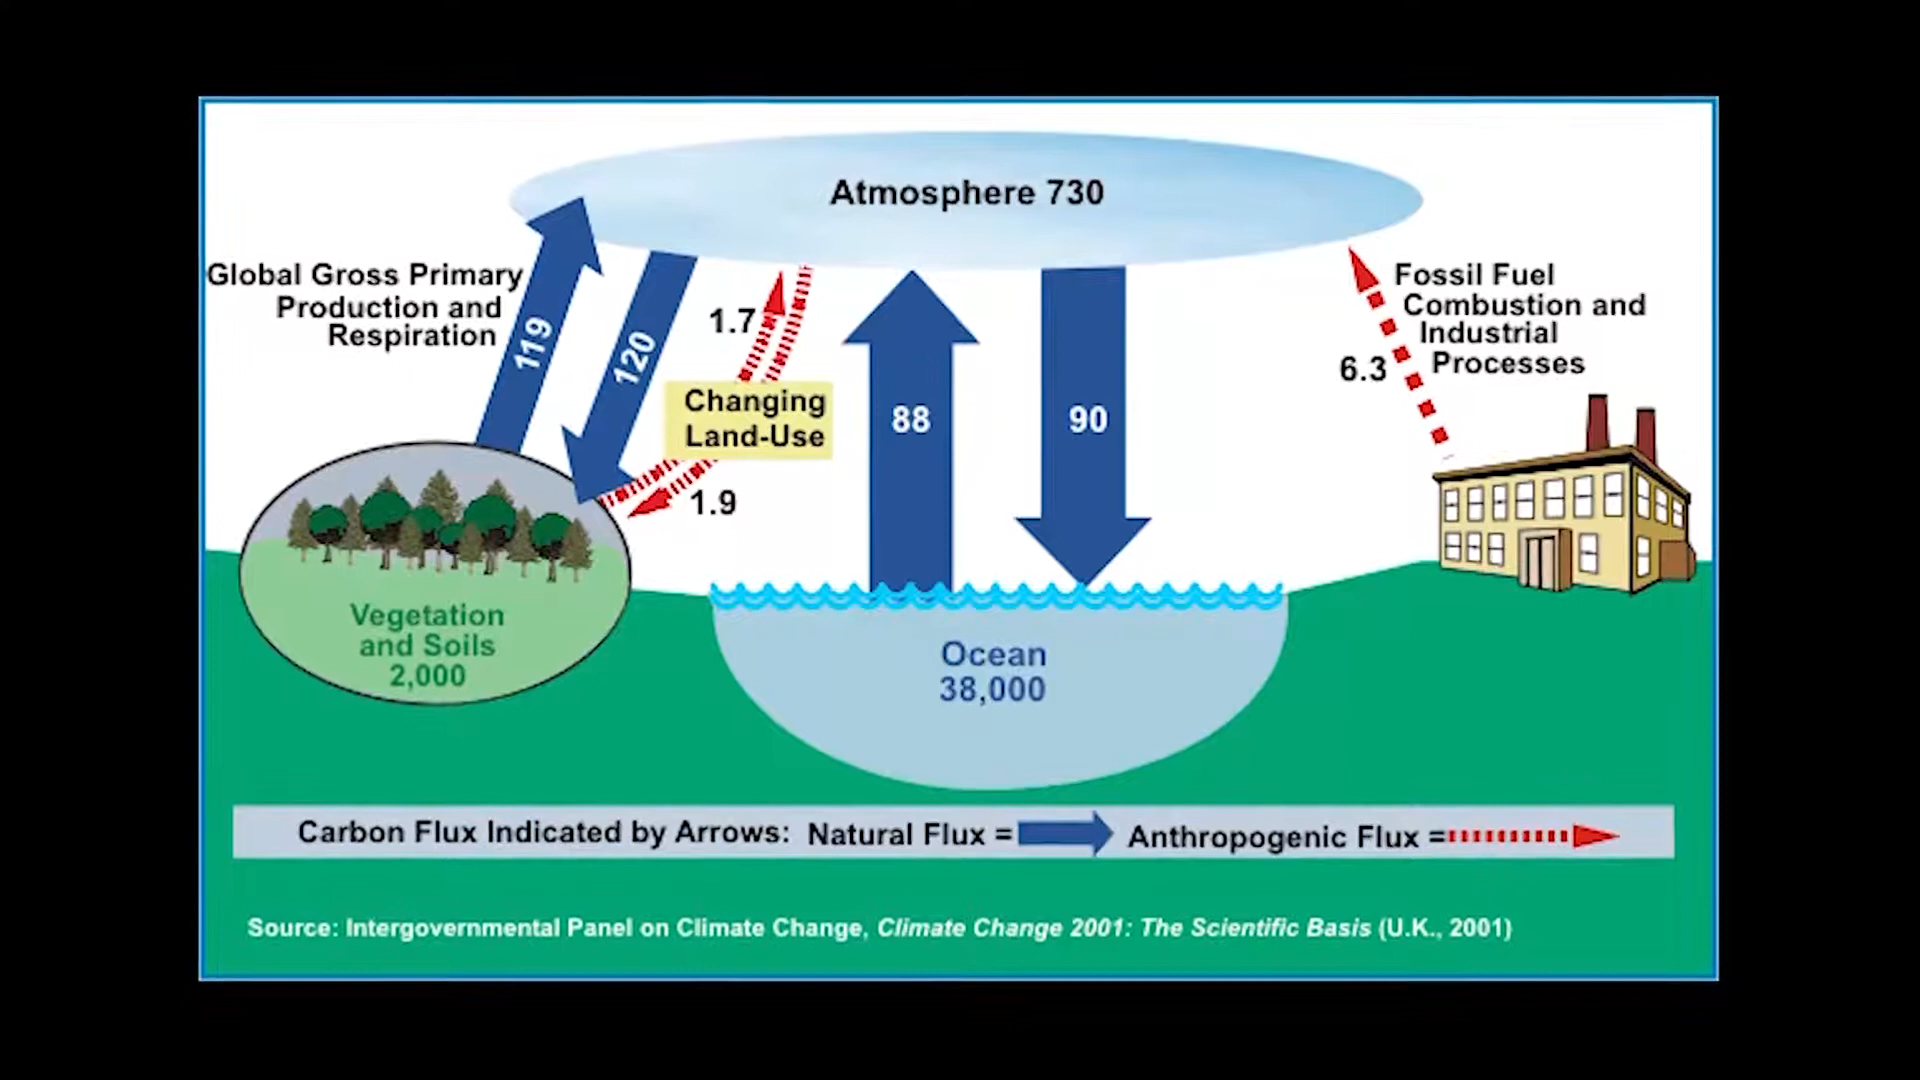 Atmosphere 730
Global Gross Primary
Production and
Respiration
119
120
1.7
Changing
Land-Use
1.9
88
90
Fossil Fuel
Combustion and
Industrial
Processes
6.3
Vegetation
and Soils
2,000
Ocean
38,000
Carbon Flux Indicated by Arrows: Natural Flux = Anthropogenic Flux =
Source: Intergovernmental Panel on Climate Change, Climate Change 2001: The Scientific Basis (U.K., 2001)